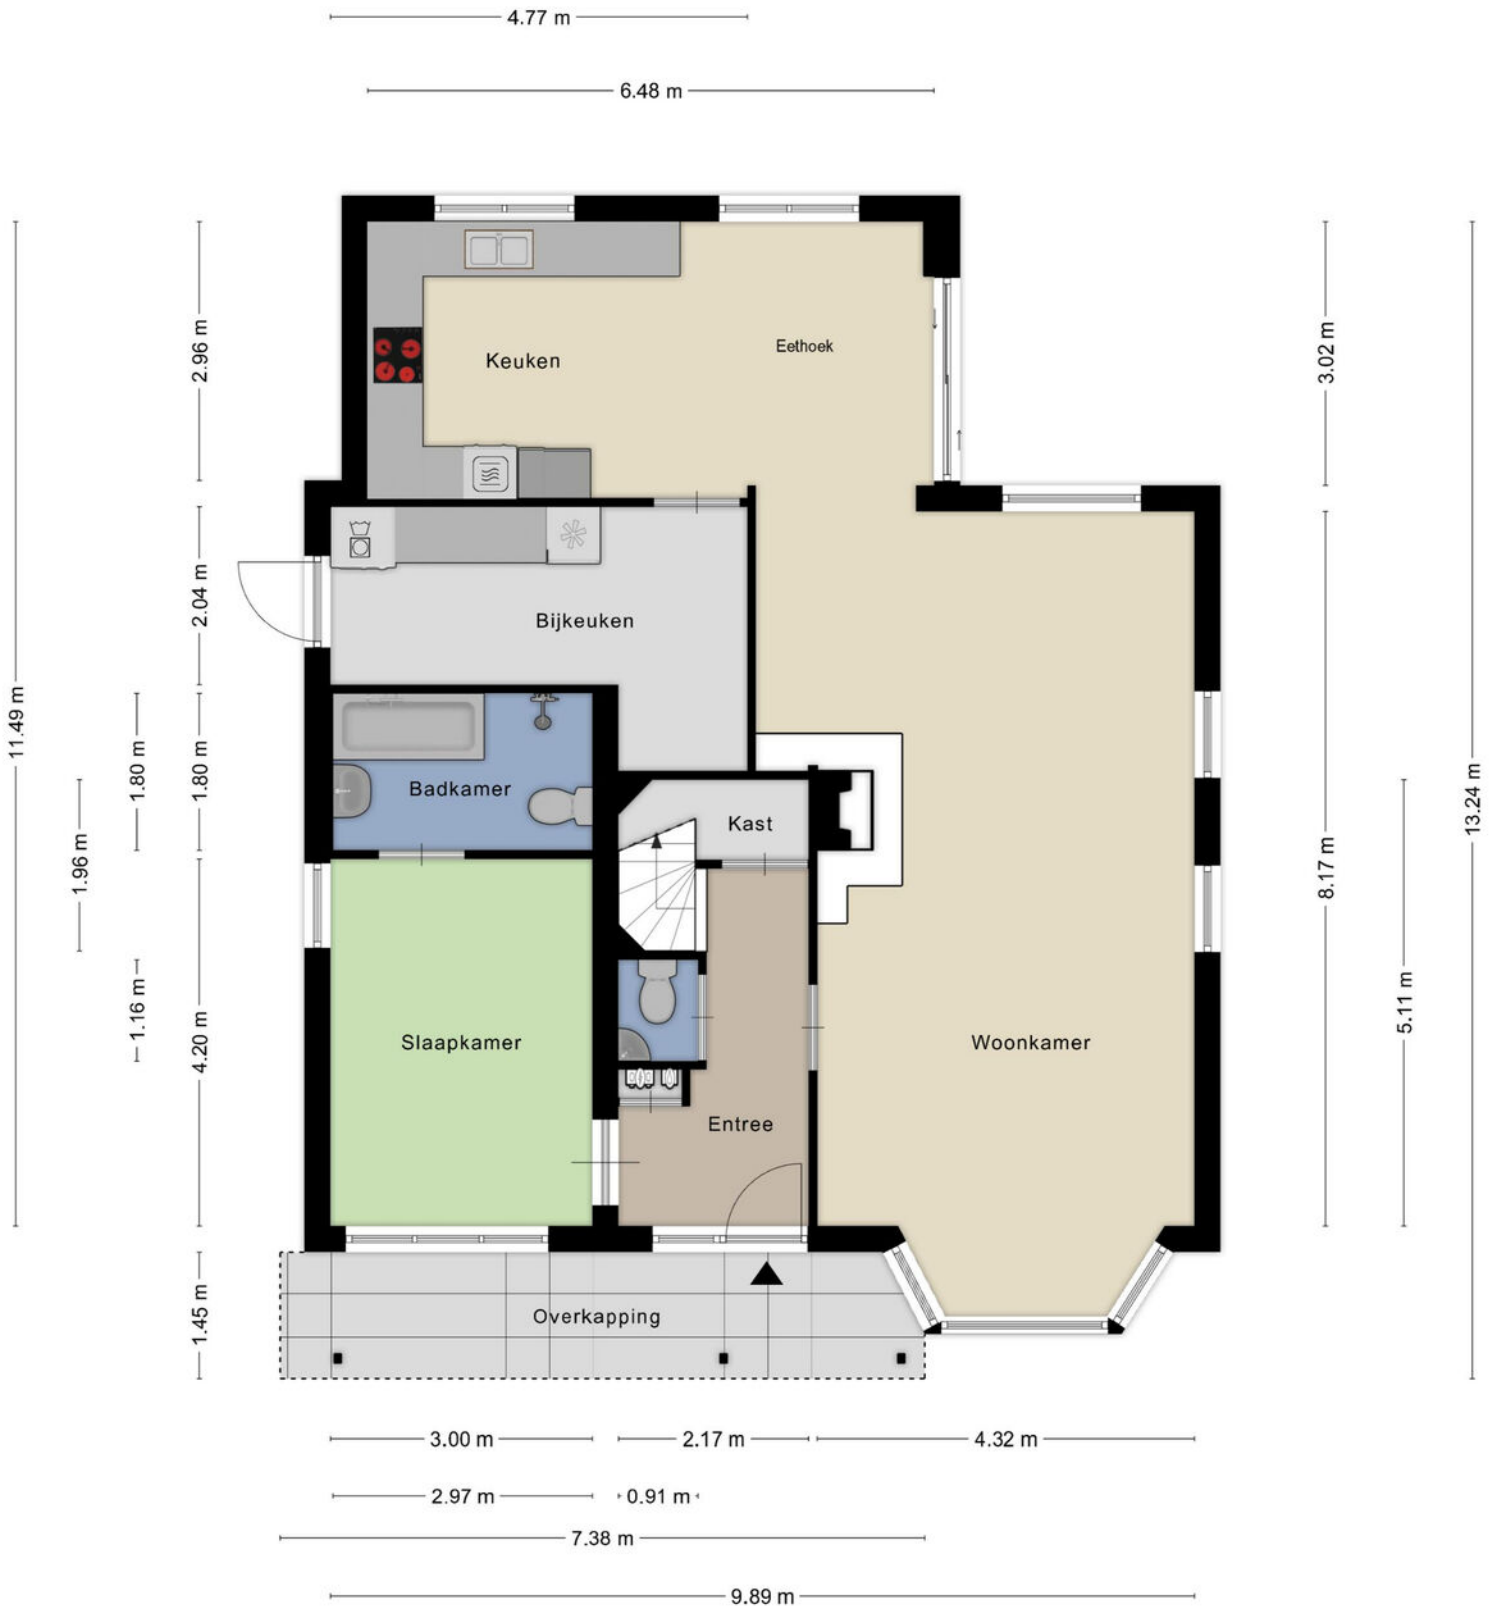 4.77 m
6.48 m
2.96 m
Keuken
Eethoek
3.02 m
2.04 m
Bijkeuken
11.49 m
1.80 m
1.80 m
Badkamer
Kast
13.24 m
1.96 m
8.17 m
1.16 m
4.20 m
Slaapkamer
Woonkamer
5.11 m
Entree
1.45 m
Overkapping
3.00 m
2.17 m
4.32 m
2.97 m
0.91 m
7.38 m
9.89 m